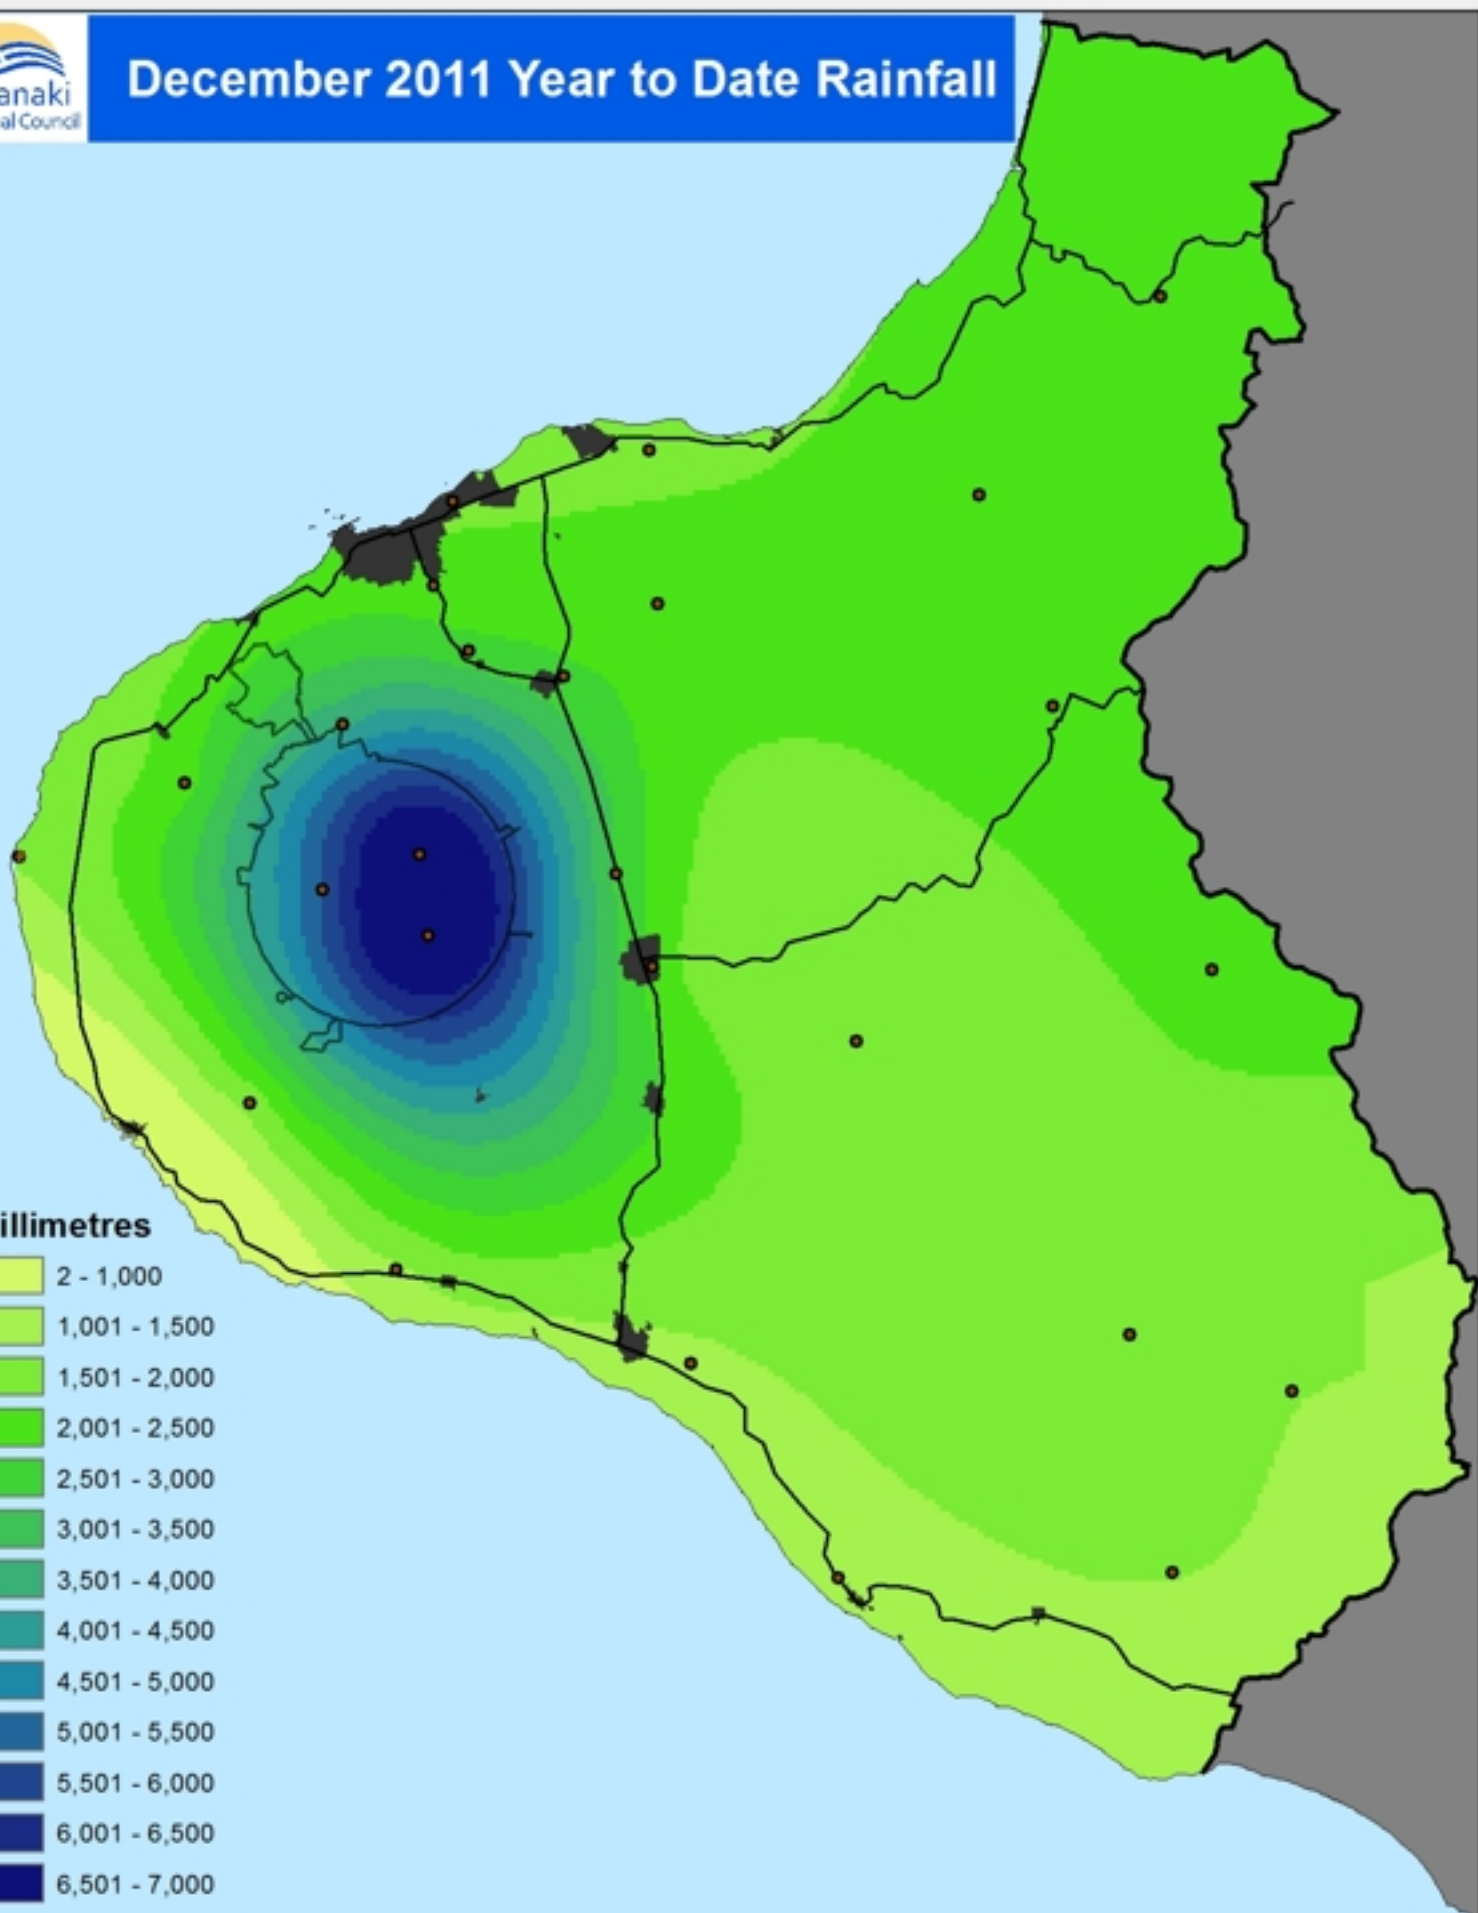 anaki
al Council
December 2011 Year to Date Rainfall
illimetres
2 - 1,000
1,001 - 1,500
1,501 - 2,000
2,001 - 2,500
2,501 - 3,000
3,001 - 3,500
3,501 - 4,000
4,001 - 4,500
4,501 - 5,000
5,001 - 5,500
5,501 - 6,000
6,001 - 6,500
6,501 - 7,000